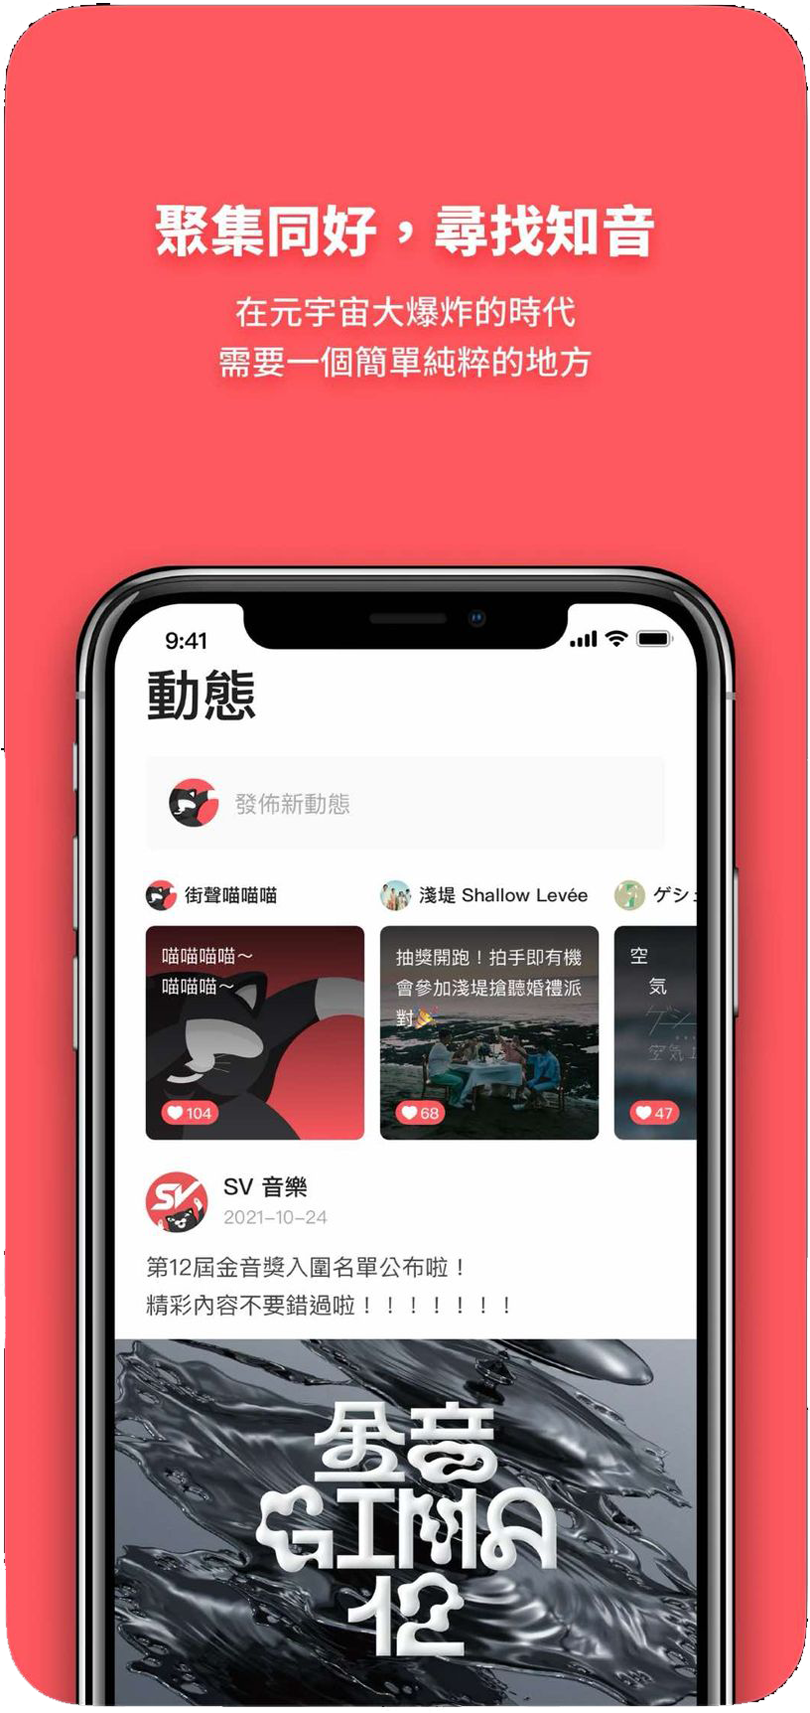 聚集同好，尋找知音
在元宇宙大爆炸的時代
需要一個簡單純粹的地方
9:41
動態
發佈新動態
街聲喵喵喵
淺堤 Shallow Levée
ゲシ
喵喵喵喵～
喵喵喵～
104
抽獎開跑！拍手即有機
會參加淺堤搶聽婚禮派
對🎉
68
空
気
ゲシ
空気
47
SV
SV 音樂
2021-10-24
第12屆金音獎入圍名單公布啦！
精彩內容不要錯過啦！！！！！！！
金音
GIMA
12